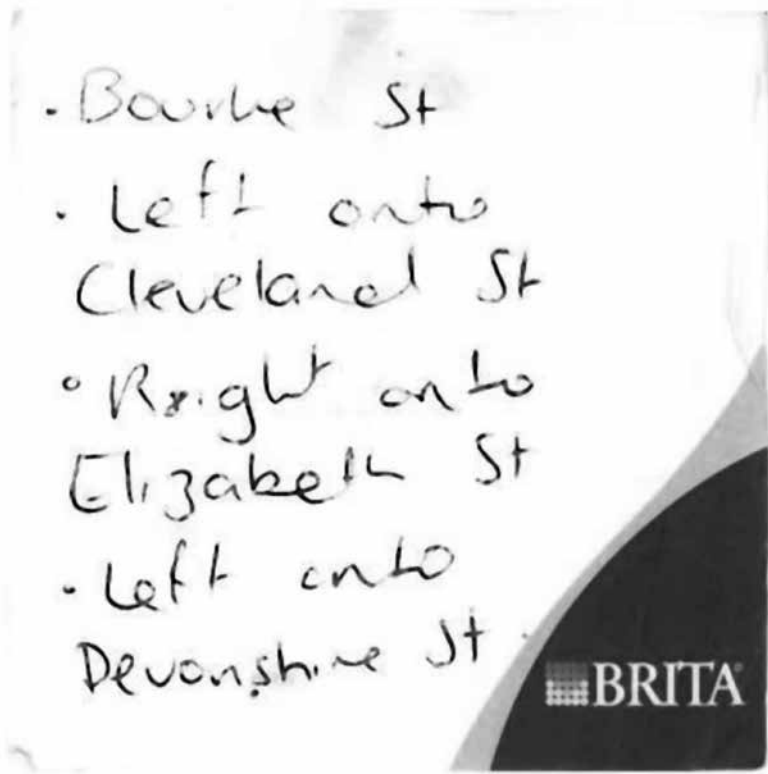 · Bourke St
· Left onto
Cleveland St
· Right onto
Elizabeth St
· Left onto
Devonshire St.
BRITA